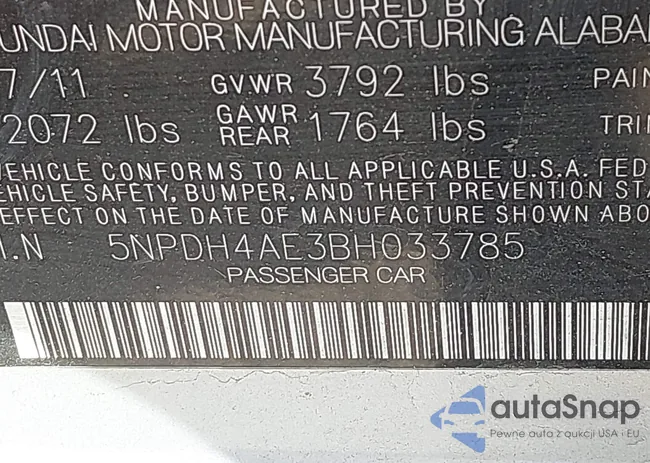 MANUFACTURED BY
UNDAI MOTOR MANUFACTURING ALABA
7/11 GVWR 3792 lbs PAIN
2072 lbs GAWR REAR 1764 lbs TRI
VEHICLE CONFORMS TO ALL APPLICABLE U.S.A. FED
EHICLE SAFETY, BUMPER, AND THEFT PREVENTION STA
EFFECT ON THE DATE OF MANUFACTURE SHOWN ABO
I.N 5NPDH4AE3BH033785
PASSENGER CAR
autaSnap
Pewne auta z aukcji USA i EU